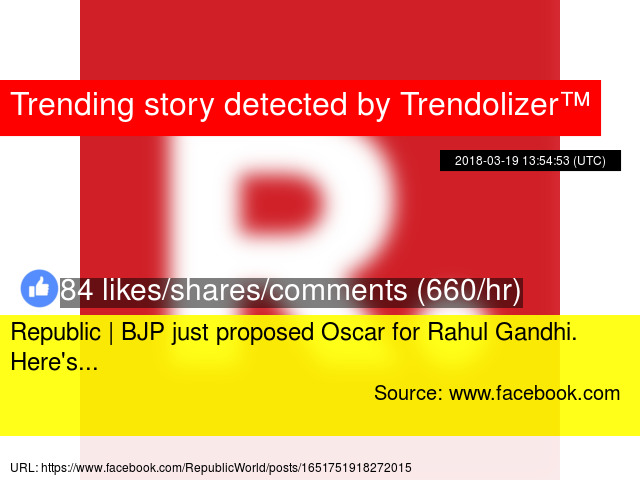 Trending story detected by Trendolizer™
2018-03-19 13:54:53 (UTC)
84 likes/shares/comments (660/hr)
Republic | BJP just proposed Oscar for Rahul Gandhi.
Here's...
Source: www.facebook.com
URL: https://www.facebook.com/RepublicWorld/posts/1651751918272015